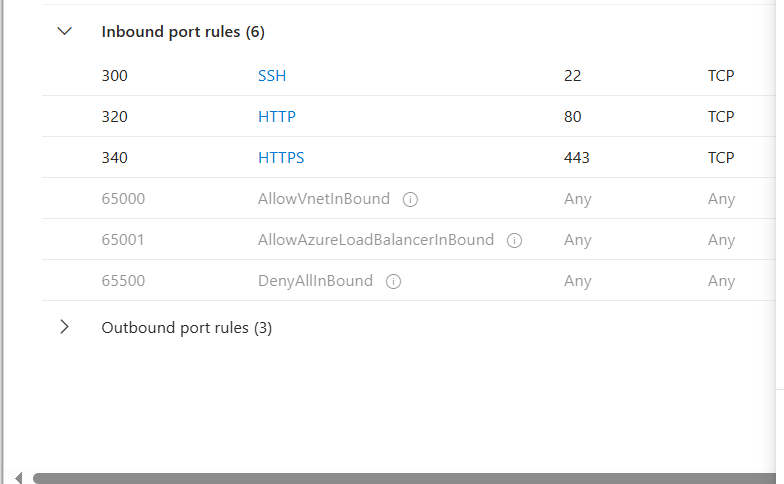 Inbound port rules (6)
300 SSH 22 TCP
320 HTTP 80 TCP
340 HTTPS 443 TCP
65000 AllowVnetInBound Any Any
65001 AllowAzureLoadBalancerInBound Any Any
65500 DenyAllInBound Any Any
Outbound port rules (3)